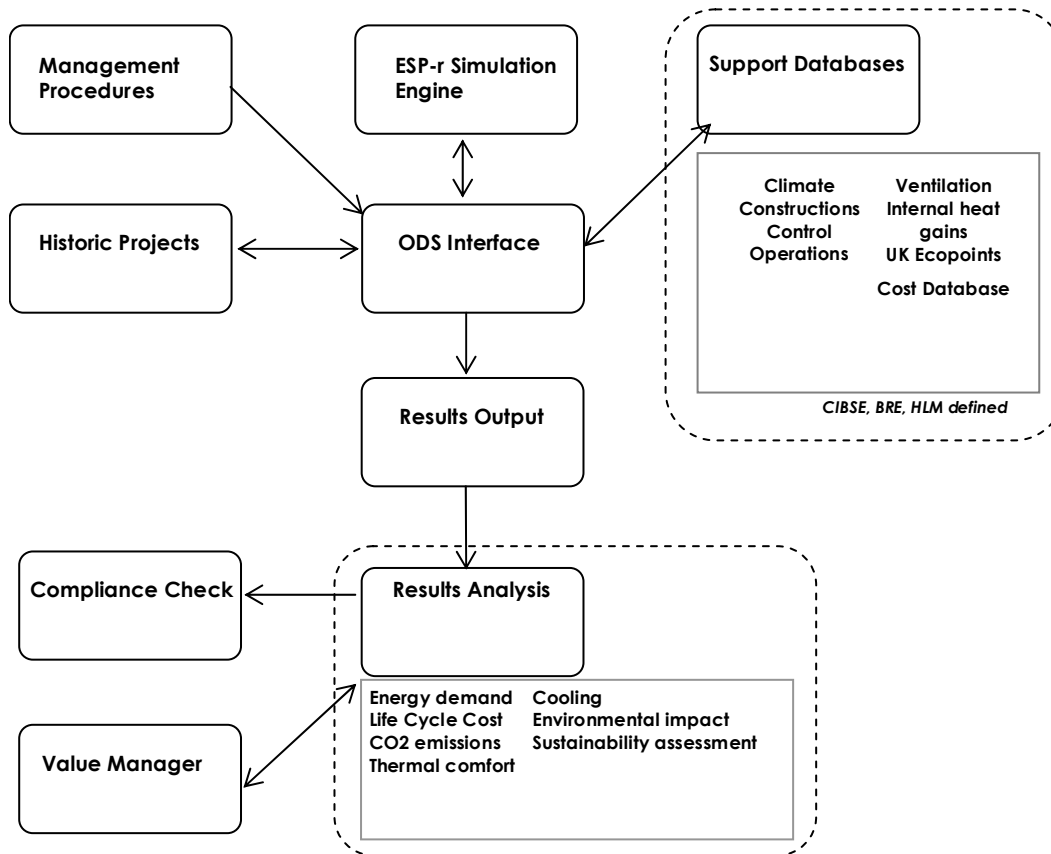 Management
Procedures
ESP-r Simulation
Engine
Support Databases
Historic Projects
ODS Interface
Climate
Constructions
Control
Operations
Ventilation
Internal heat
gains
UK Ecopoints
Cost Database
CIBSE, BRE, HLM defined
Results Output
Compliance Check
Results Analysis
Energy demand
Life Cycle Cost
CO2 emissions
Thermal comfort
Cooling
Environmental impact
Sustainability assessment
Value Manager